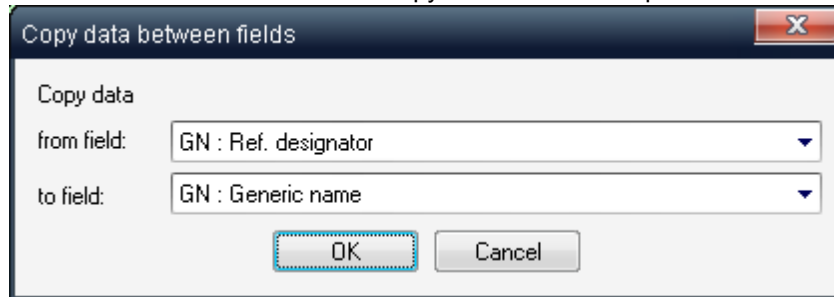 Copy data between fields
Copy data
from field: GN : Ref. designator
to field: GN : Generic name
OK Cancel